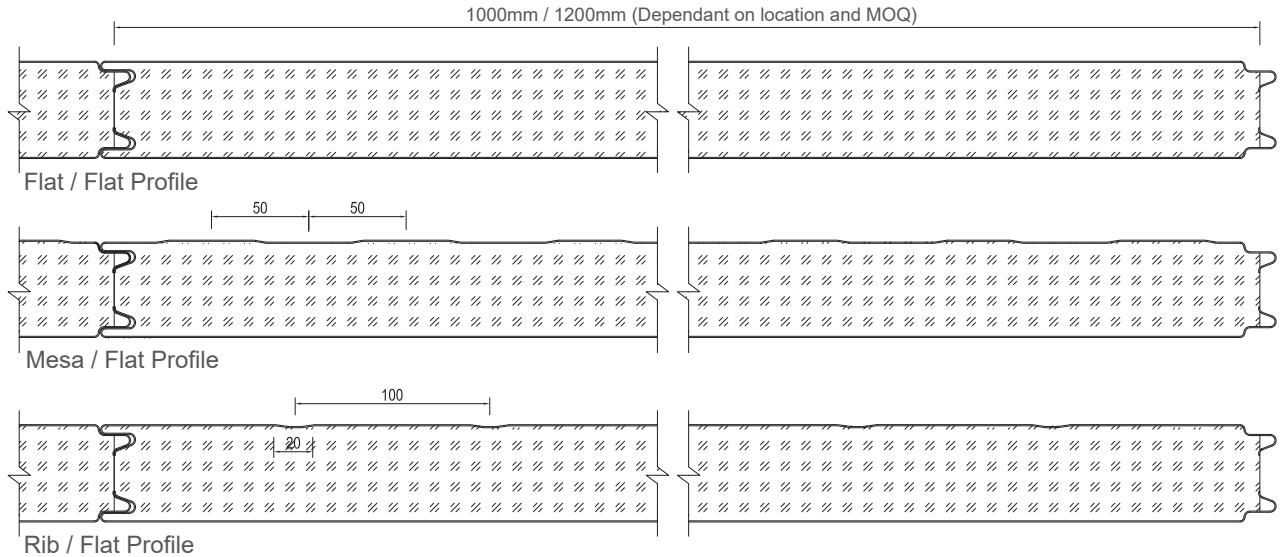 1000mm / 1200mm (Dependant on location and MOQ)
Flat / Flat Profile
50 50
Mesa / Flat Profile
100
20
Rib / Flat Profile